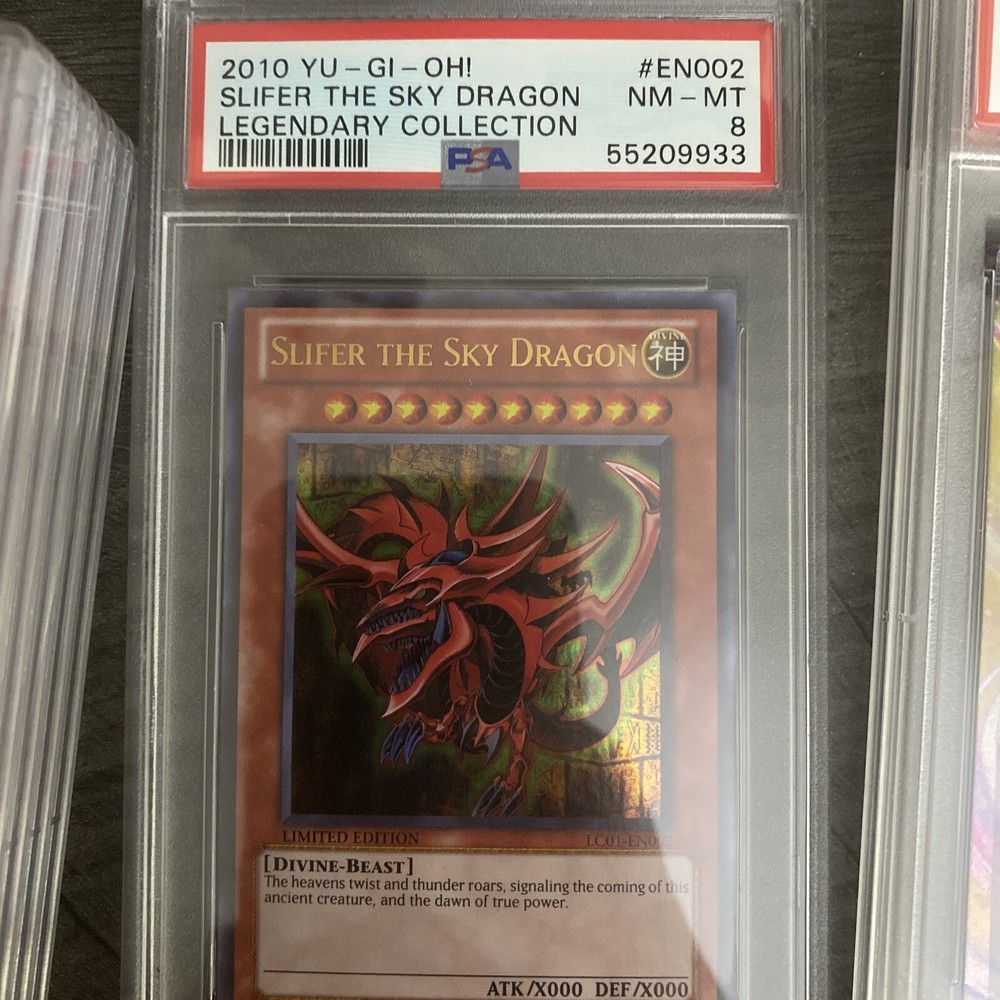 2010 YU-GI-OH! #EN002
SLIFER THE SKY DRAGON NM-MT
LEGENDARY COLLECTION 8
PSA 55209933
SLIFER THE SKY DRAGON DIVINE 神
LIMITED EDITION LC01-EN002
[DIVINE-BEAST]
The heavens twist and thunder roars, signaling the coming of this
ancient creature, and the dawn of true power.
ATK/X000 DEF/X000